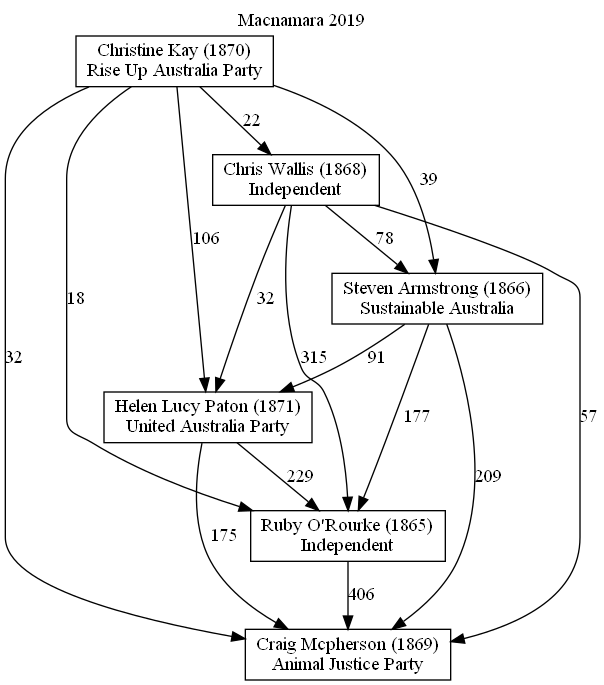 Macnamara 2019
Christine Kay (1870)
Rise Up Australia Party
22
Chris Wallis (1868)
Independent
39
106
78
18
32
Steven Armstrong (1866)
Sustainable Australia
32
315
91
57
Helen Lucy Paton (1871)
United Australia Party
177
229
209
175
Ruby O'Rourke (1865)
Independent
406
Craig Mcpherson (1869)
Animal Justice Party